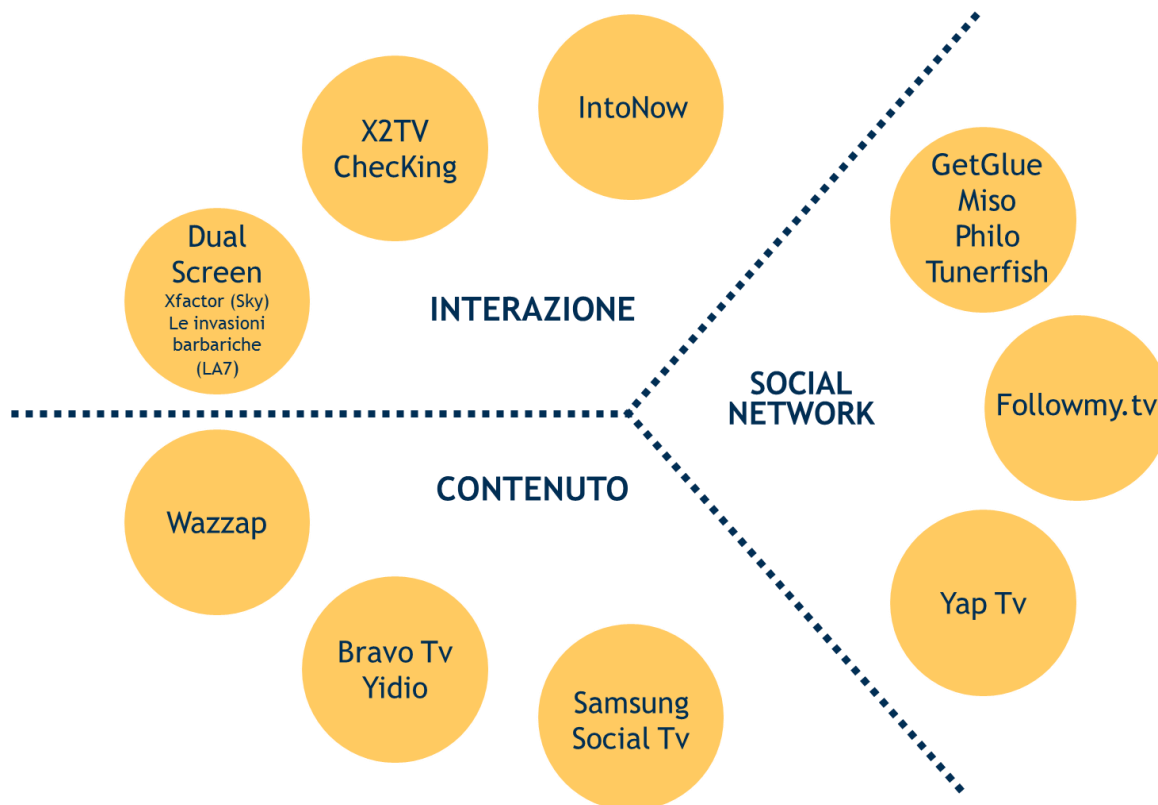 IntoNow
X2TV
ChecKing
GetGlue
Miso
Philo
Tunerfish
Dual
Screen
Xfactor (Sky)
Le invasioni
barbariche
(LA7)
INTERAZIONE
SOCIAL
NETWORK
Followmy.tv
CONTENUTO
Wazzap
Yap Tv
Bravo Tv
Yidio
Samsung
Social Tv